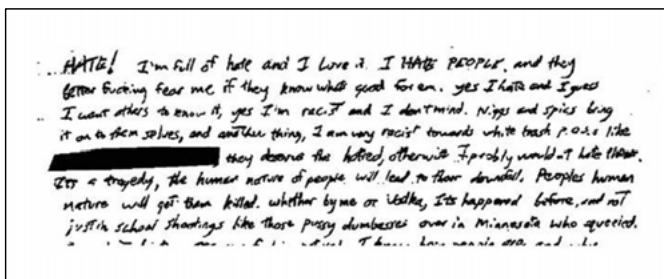 HATE! I'm full of hate and I love it. I HATE PEOPLE. and they
better fucking fear me if they know whats good for em. yes I hate and I guess
I want others to know it, yes I'm racist and I don't mind. Niggs and spics bring
it on to them selves, and another thing, I am very racist towards white trash P.O.S.s like
they deserve the hatred, otherwise I probly would-t hate them.
Its a tragedy, the human nature of people will lead to their downfall. Peoples human
nature will get them killed. whether by me or Vodka, Its happened before, and not
just in school shootings like those pussy dumbasses over in Minnesota who squeeled.